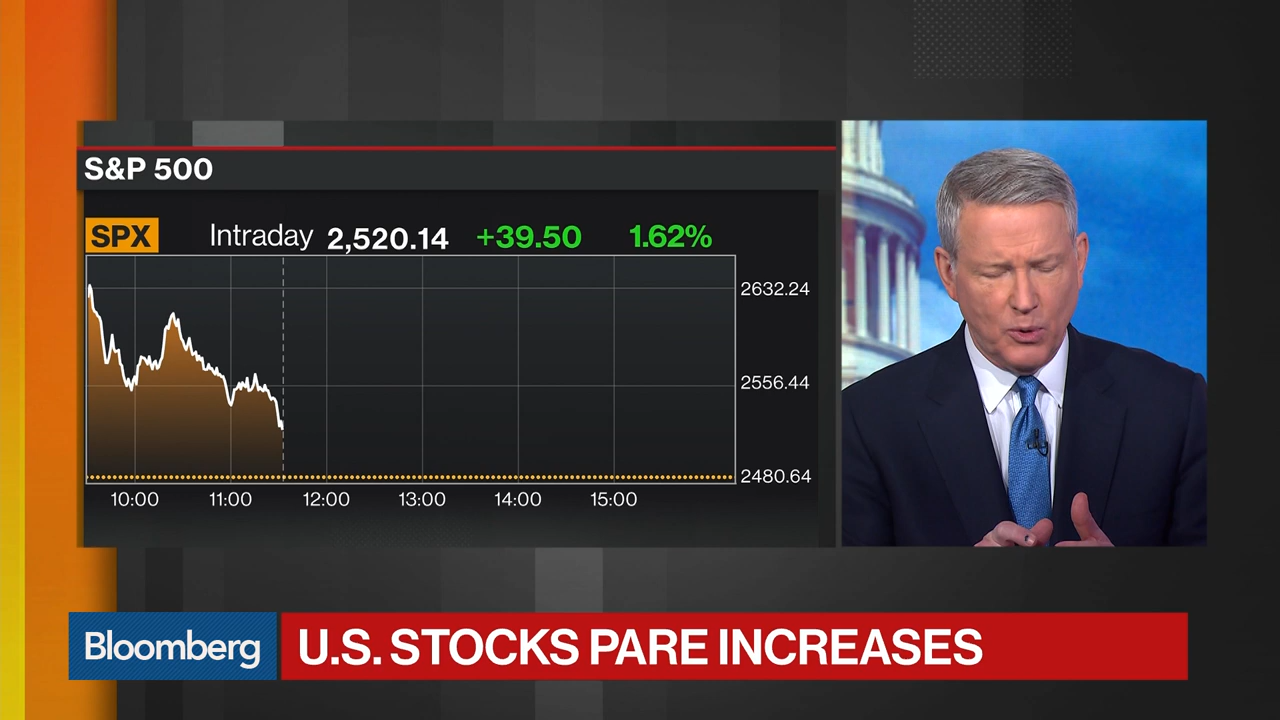 S&P 500
SPX Intraday 2,520.14 +39.50 1.62%
2632.24
2556.44
2480.64
10:00 11:00 12:00 13:00 14:00 15:00
Bloomberg U.S. STOCKS PARE INCREASES